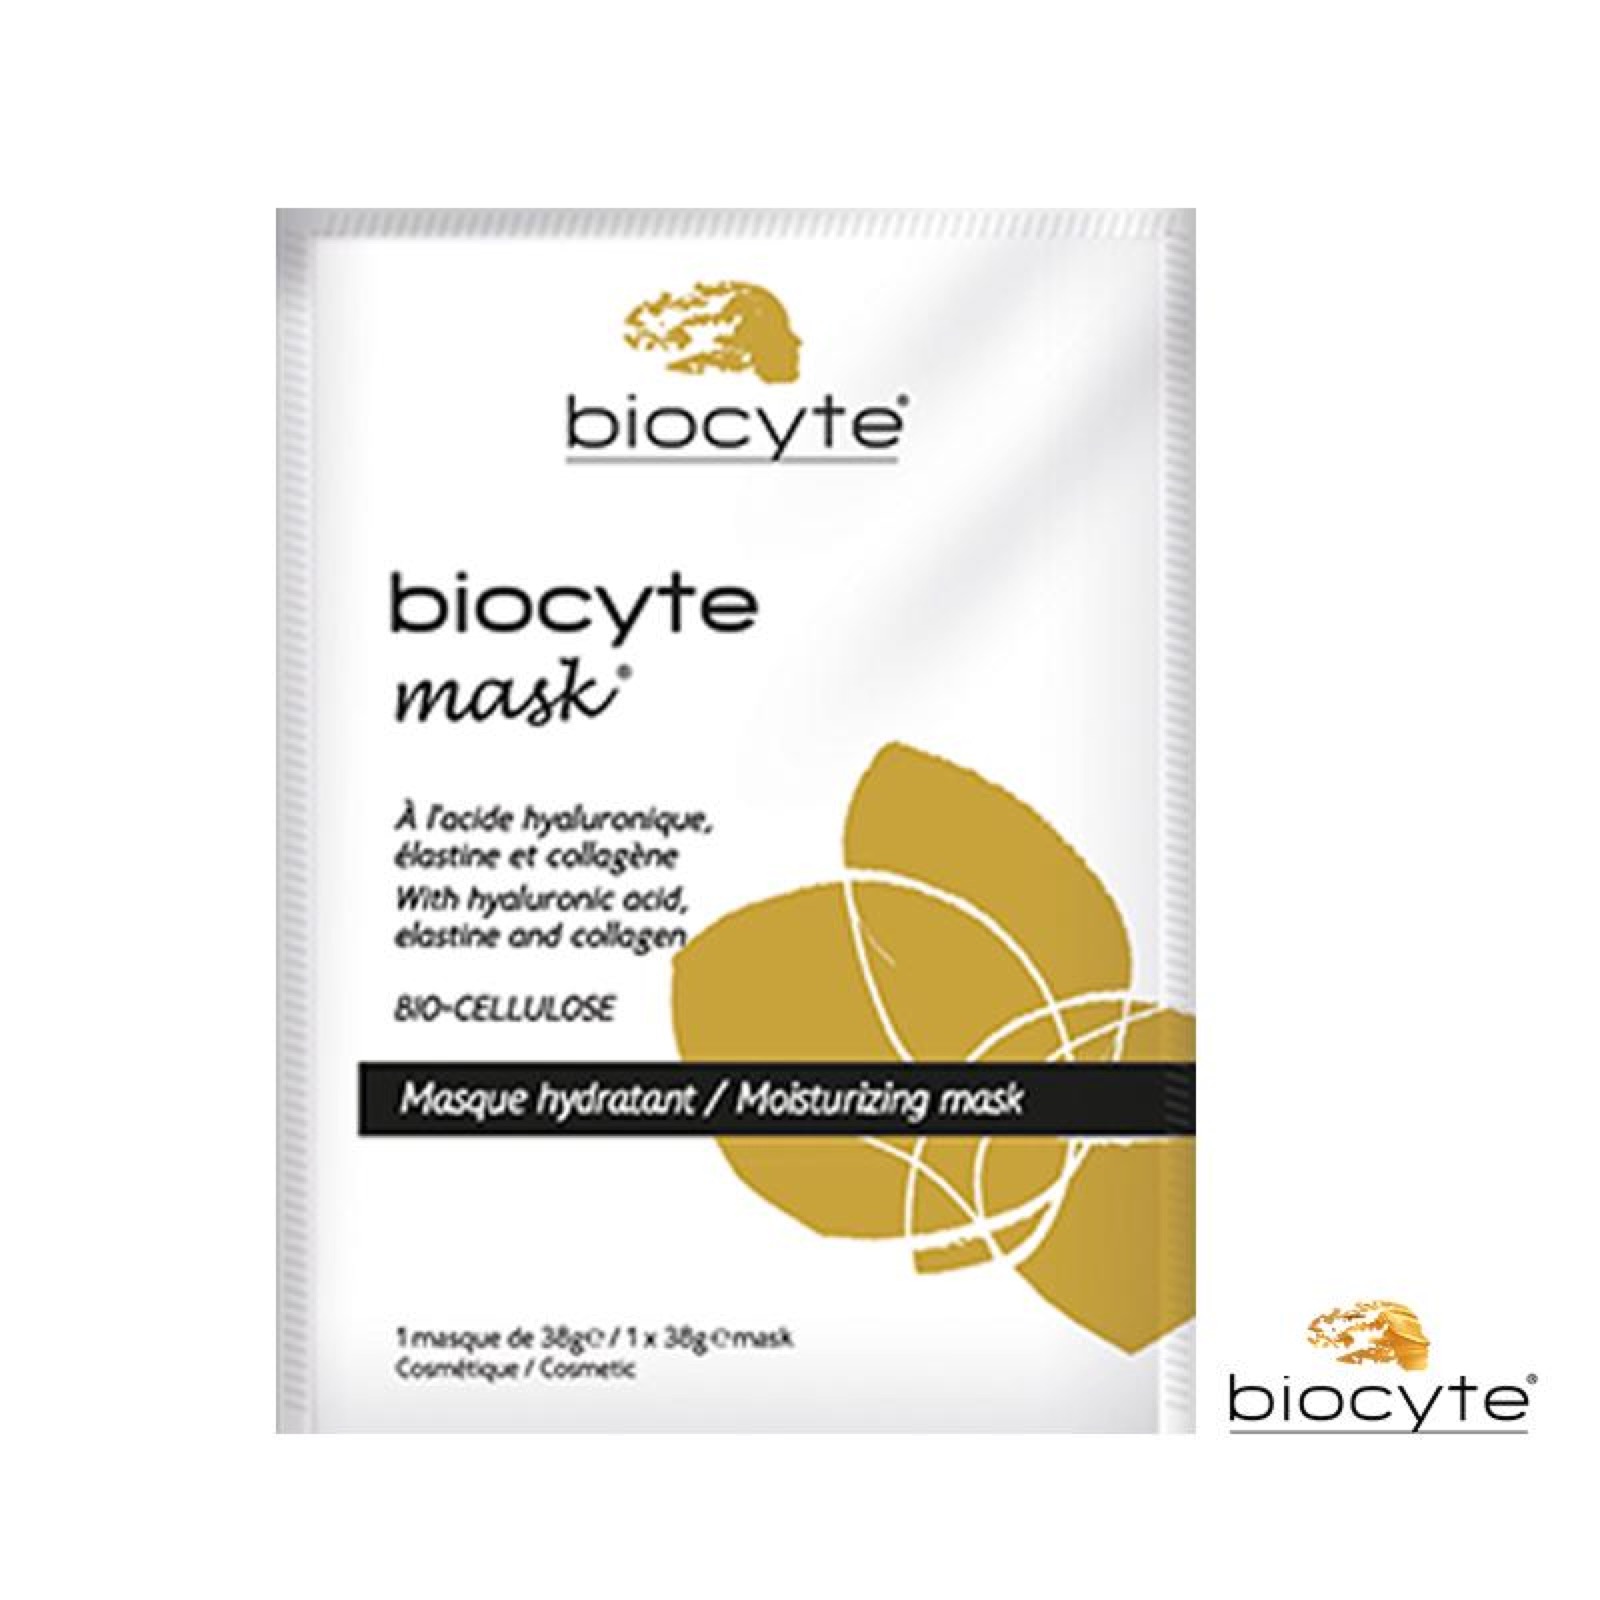 biocyte®
biocyte
mask®
À l'acide hyaluronique,
élastine et collagène
With hyaluronic acid,
elastine and collagen
BIO-CELLULOSE
Masque hydratant / Moisturizing mask
1 masque de 38g℮ / 1 x 38g℮ mask
Cosmétique / Cosmetic
biocyte®